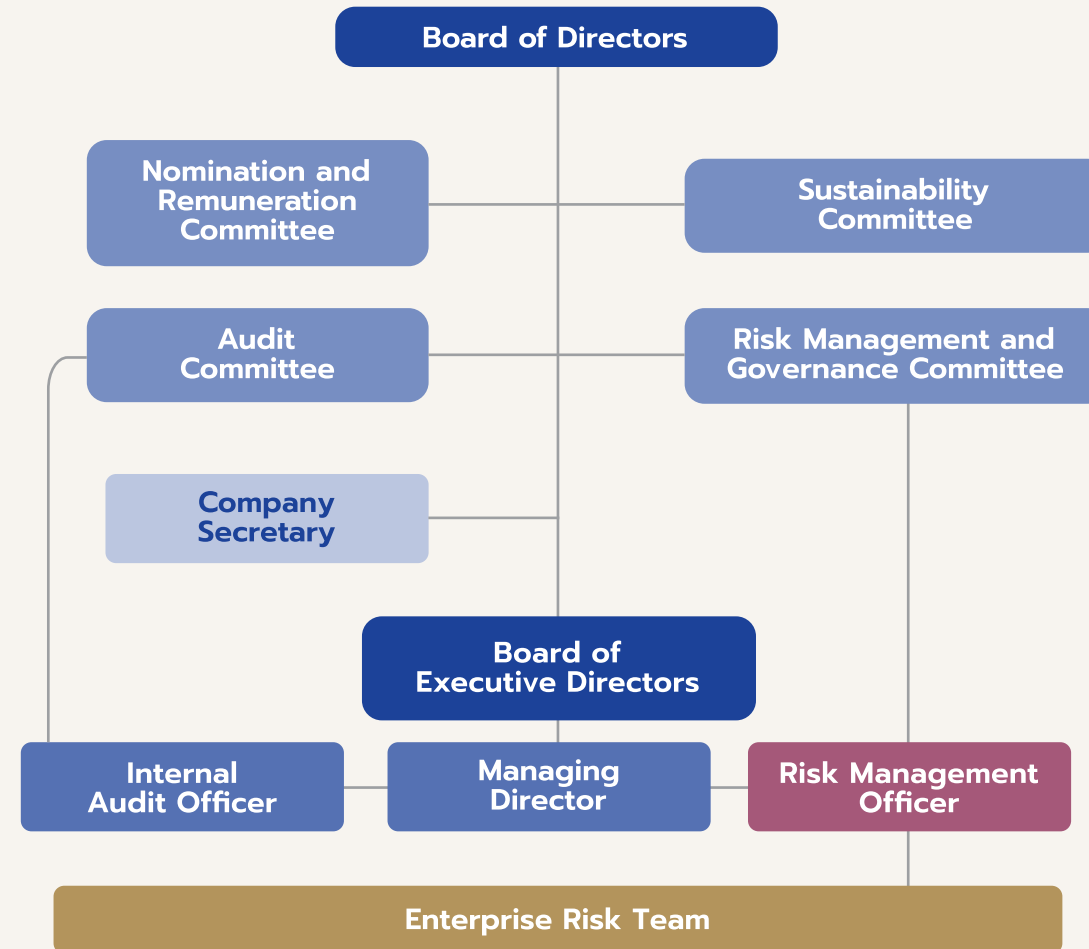 Board of Directors
Nomination and
Remuneration
Committee
Sustainability
Committee
Audit
Committee
Risk Management and
Governance Committee
Company
Secretary
Board of
Executive Directors
Internal
Audit Officer
Managing
Director
Risk Management
Officer
Enterprise Risk Team